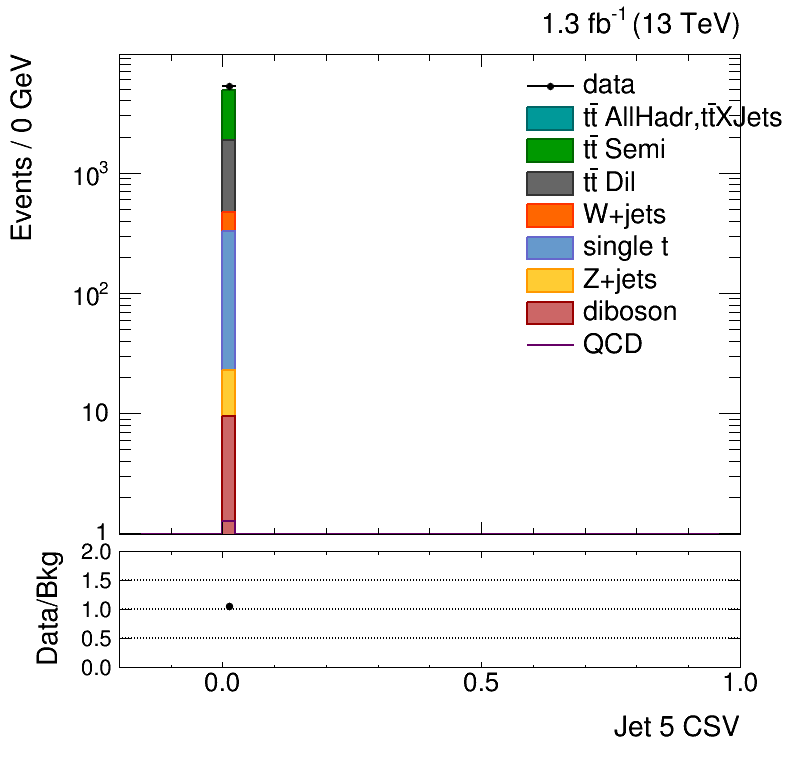 1.3 fb⁻¹ (13 TeV)
Events / 0 GeV
data
tt̄ AllHadr,tt̄XJets
tt̄ Semi
tt̄ Dil
W+jets
single t
Z+jets
diboson
QCD
10³
10²
10
1
Data/Bkg
2.0
1.5
1.0
0.5
0.0
0.0 0.5 1.0
Jet 5 CSV